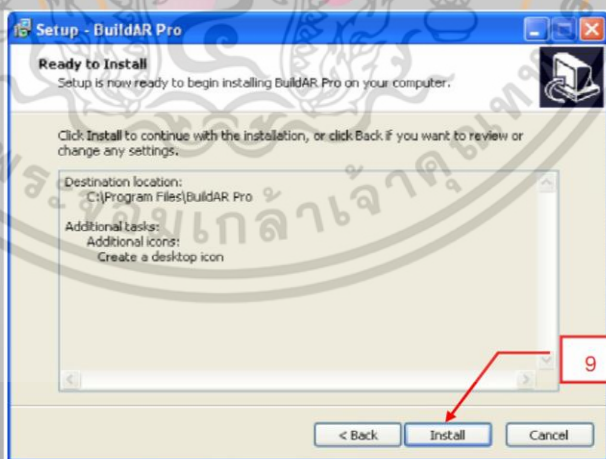 Setup - BuildAR Pro
Ready to Install
Setup is now ready to begin installing BuildAR Pro on your computer.
Click Install to continue with the installation, or click Back if you want to review or
change any settings.
Destination location:
C:\Program Files\BuildAR Pro
Additional tasks:
Additional icons:
Create a desktop icon
9
< Back
Install
Cancel